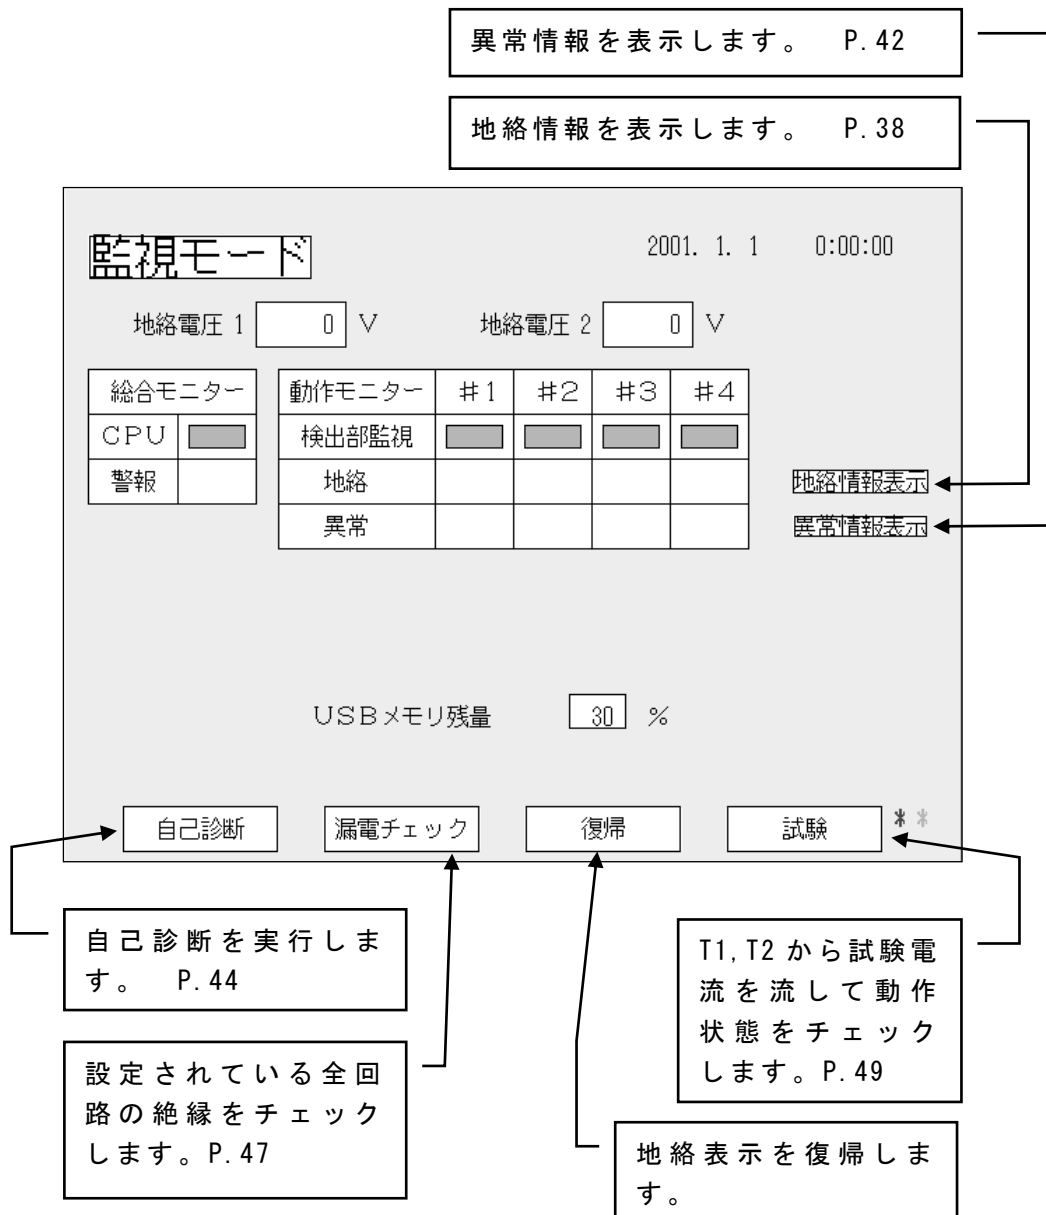 異常情報を表示します。 P.42
地絡情報を表示します。 P.38
監視モード 2001. 1. 1 0:00:00
地絡電圧 1 0 V 地絡電圧 2 0 V
総合モニター 動作モニター #1 #2 #3 #4
CPU 検出部監視
警報 地絡 地絡情報表示
異常 異常情報表示
USBメモリ残量 30 %
自己診断 漏電チェック 復帰 試験 * *
自己診断を実行しま
す。 P.44
T1,T2から試験電
流を流して動作
状態をチェック
します。P.49
設定されている全回
路の絶縁をチェック
します。P.47
地絡表示を復帰しま
す。